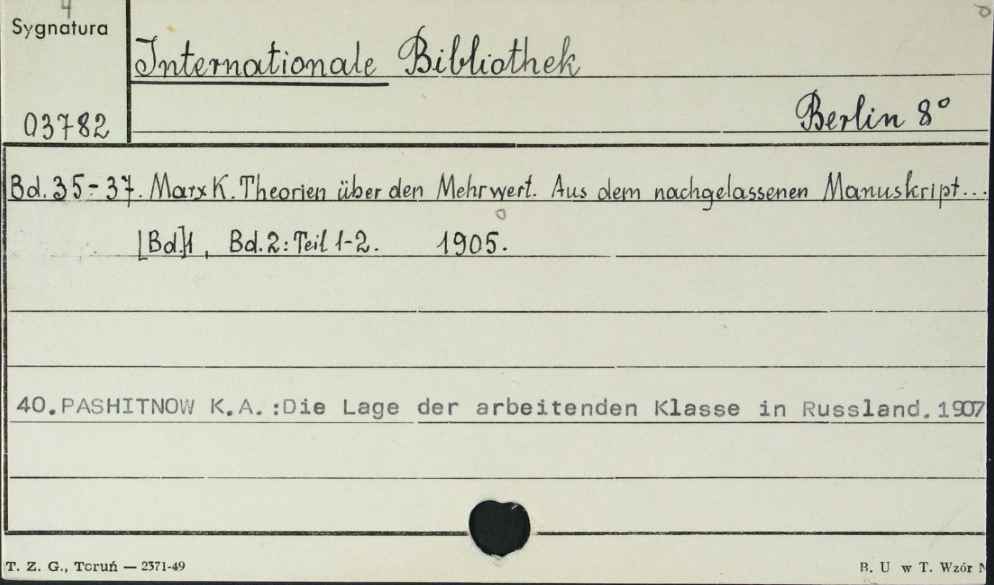 4
Sygnatura
Internationale Bibliothek
03782
Berlin 8°
Bd. 35-37. Marx K. Theorien über den Mehrwert. Aus dem nachgelassenen Manuskript...
[Bd.]1, Bd. 2: Teil 1-2. 1905.
40. PASHITNOW K.A.: Die Lage der arbeitenden Klasse in Russland. 1907
T. Z. G., Toruń — 2371-49
B. U w T. Wzór N